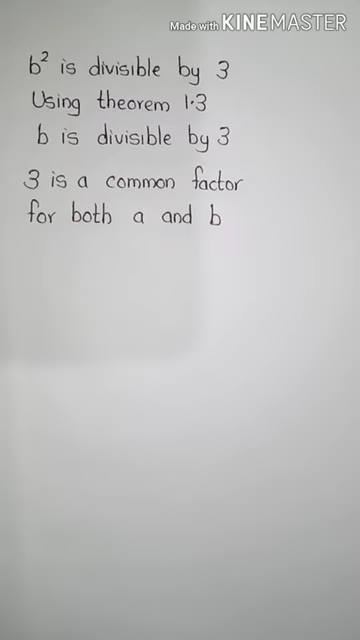 Made with KINEMASTER
b² is divisible by 3
Using theorem 1.3
b is divisible by 3
3 is a common factor
for both a and b